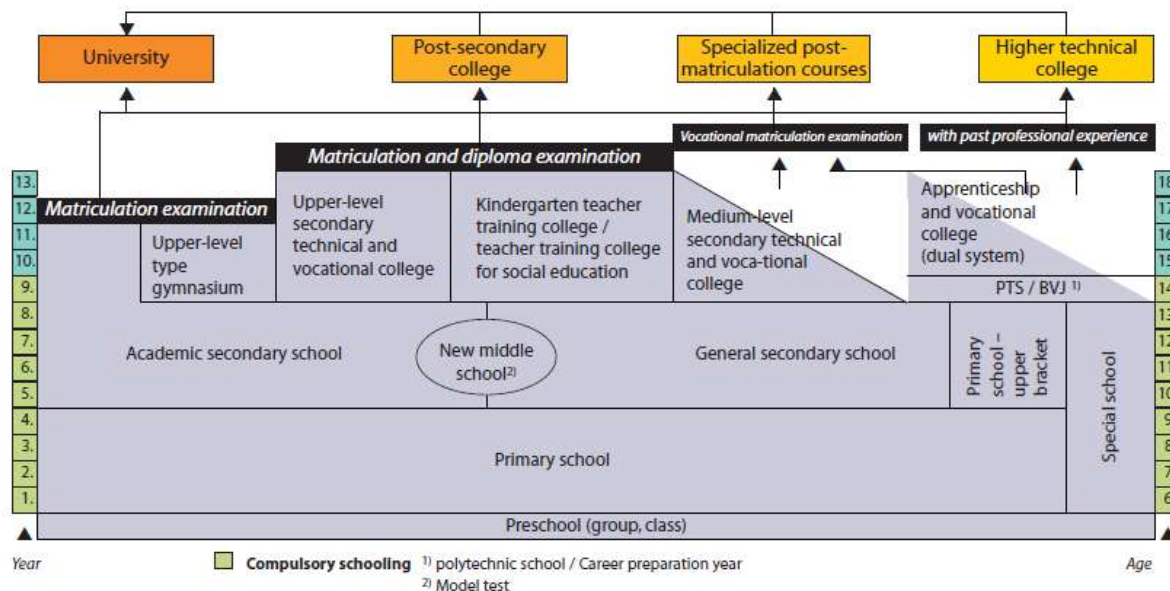 University
Post-secondary
college
Specialized post-
matriculation courses
Higher technical
college
Vocational matriculation examination
with past professional experience
Matriculation and diploma examination
Matriculation examination
13.
12.
11.
10.
9.
8.
7.
6.
5.
4.
3.
2.
1.
Upper-level
type
gymnasium
Upper-level
secondary
technical and
vocational college
Kindergarten teacher
training college /
teacher training college
for social education
Medium-level
secondary technical
and voca-tional
college
Apprenticeship
and vocational
college
(dual system)
PTS / BVJ 1)
Academic secondary school
New middle
school2)
General secondary school
Primary
school –
upper
bracket
Special school
Primary school
Preschool (group, class)
18
17
16
15
14
13
12
11
10
9
8
7
6
Year
Compulsory schooling
1) polytechnic school / Career preparation year
2) Model test
Age